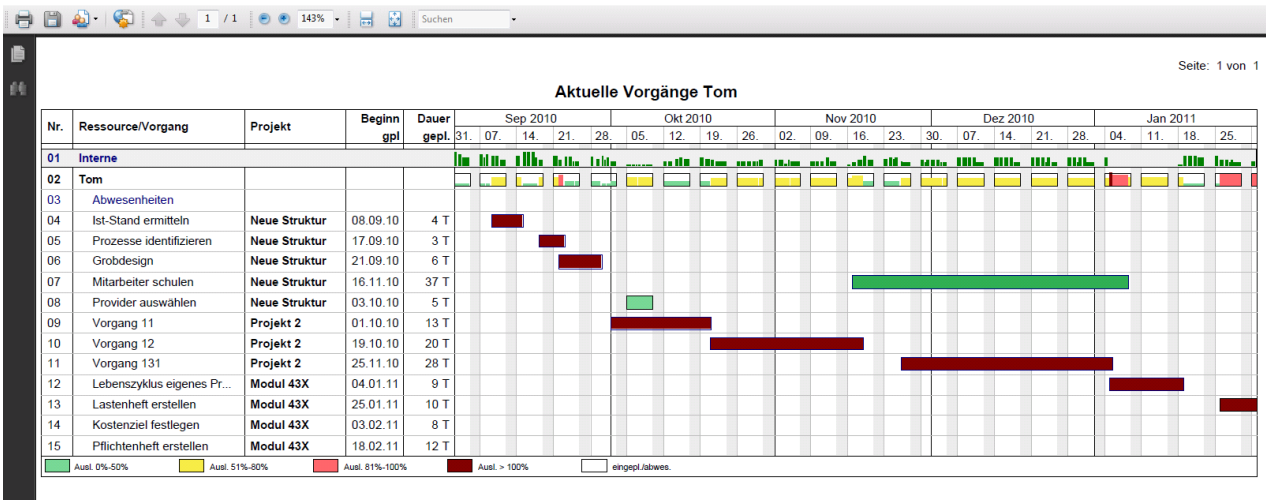 1 / 1 143% Suchen
Seite: 1 von 1
Aktuelle Vorgänge Tom
Nr. Ressource/Vorgang Projekt Beginn gpl Dauer gepl. Sep 2010 Okt 2010 Nov 2010 Dez 2010 Jan 2011
31. 07. 14. 21. 28. 05. 12. 19. 26. 02. 09. 16. 23. 30. 07. 14. 21. 28. 04. 11. 18. 25.
01 Interne
02 Tom
03 Abwesenheiten
04 Ist-Stand ermitteln Neue Struktur 08.09.10 4 T
05 Prozesse identifizieren Neue Struktur 17.09.10 3 T
06 Grobdesign Neue Struktur 21.09.10 6 T
07 Mitarbeiter schulen Neue Struktur 16.11.10 37 T
08 Provider auswählen Neue Struktur 03.10.10 5 T
09 Vorgang 11 Projekt 2 01.10.10 13 T
10 Vorgang 12 Projekt 2 19.10.10 20 T
11 Vorgang 131 Projekt 2 25.11.10 28 T
12 Lebenszyklus eigenes Pr... Modul 43X 04.01.11 9 T
13 Lastenheft erstellen Modul 43X 25.01.11 10 T
14 Kostenziel festlegen Modul 43X 03.02.11 8 T
15 Pflichtenheft erstellen Modul 43X 18.02.11 12 T
Ausl. 0%-50% Ausl. 51%-80% Ausl. 81%-100% Ausl. > 100% eingepl./abwes.